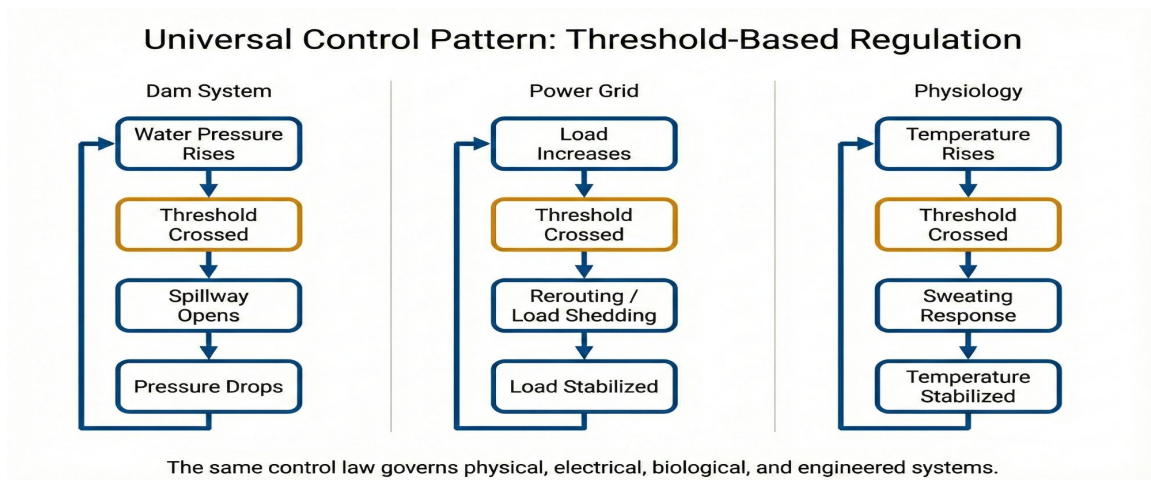 Universal Control Pattern: Threshold-Based Regulation
Dam System
Water Pressure
Rises
Threshold
Crossed
Spillway
Opens
Pressure Drops
Power Grid
Load
Increases
Threshold
Crossed
Rerouting /
Load Shedding
Load Stabilized
Physiology
Temperature
Rises
Threshold
Crossed
Sweating
Response
Temperature
Stabilized
The same control law governs physical, electrical, biological, and engineered systems.